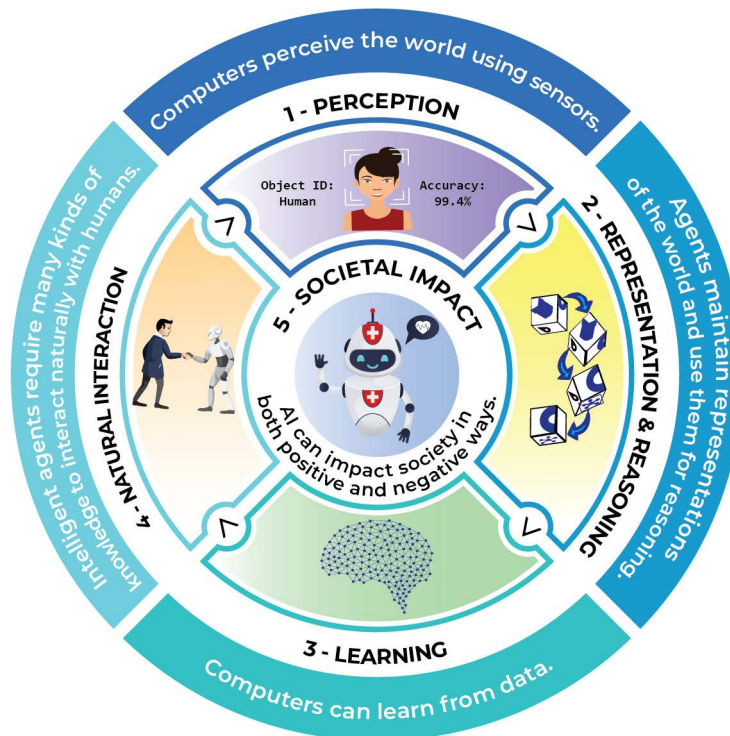 Computers perceive the world using sensors.
1 - PERCEPTION
Object ID:
Human
Accuracy:
99.4%
Agents maintain representations
of the world and use them for reasoning.
2 - REPRESENTATION & REASONING
3 - LEARNING
Computers can learn from data.
Intelligent agents require many kinds of
knowledge to interact naturally with humans.
4- NATURAL INTERACTION
5 - SOCIETAL IMPACT
AI can impact society in
both positive and negative ways.